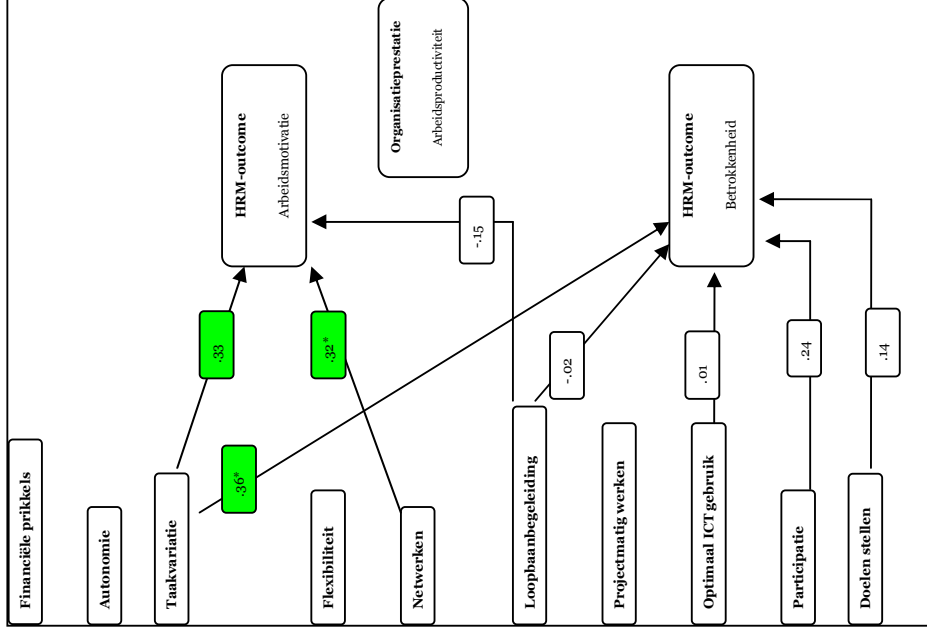 Financiële prikkels
Autonomie
Taakvariatie
Flexibiliteit
Netwerken
Loopbaanbegeleiding
Projectmatig werken
Optimaal ICT gebruik
Participatie
Doelen stellen
.33
.36*
.32*
-.15
-.02
.01
.24
.14
HRM-outcome
Arbeidsmotivatie
Organisatieprestatie
Arbeidsproductiviteit
HRM-outcome
Betrokkenheid